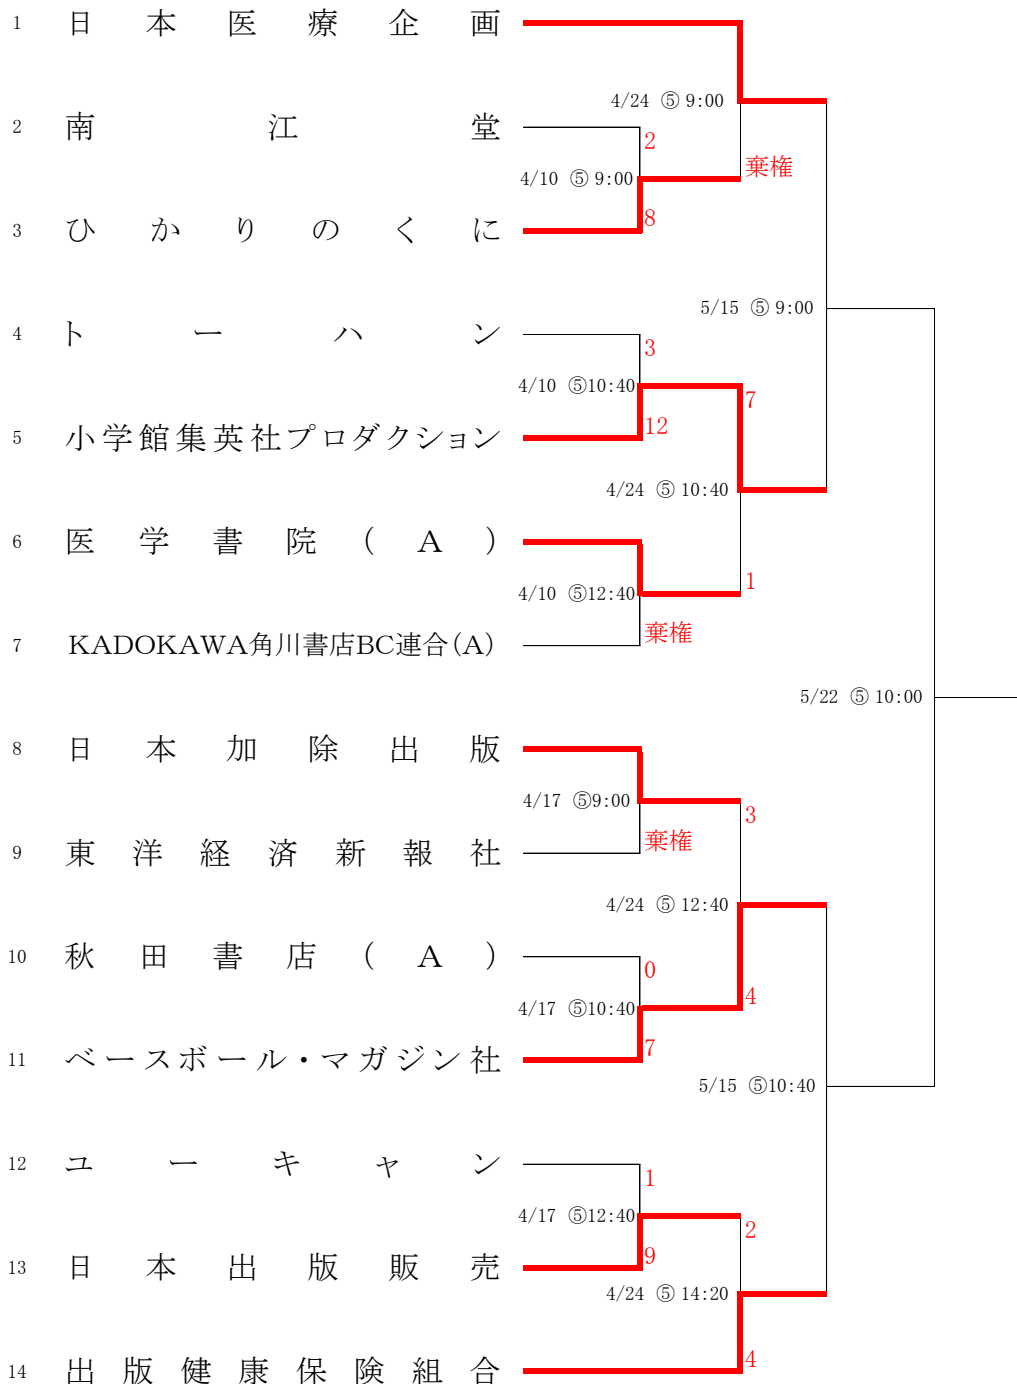 1 日本医療企画
4/24 ⑤ 9:00
2 南江堂
2
棄権
4/10 ⑤ 9:00
8
3 ひかりのくに
5/15 ⑤ 9:00
4 トーハン
3
4/10 ⑤10:40
7
12
5 小学館集英社プロダクション
4/24 ⑤ 10:40
6 医学書院(A)
1
4/10 ⑤12:40
棄権
7 KADOKAWA角川書店BC連合(A)
5/22 ⑤ 10:00
8 日本加除出版
4/17 ⑤9:00
3
棄権
9 東洋経済新報社
4/24 ⑤ 12:40
10 秋田書店(A)
0
4
4/17 ⑤10:40
7
11 ベースボール・マガジン社
5/15 ⑤10:40
12 ユーキャン
1
4/17 ⑤12:40
2
9
13 日本出版販売
4/24 ⑤ 14:20
4
14 出版健康保険組合